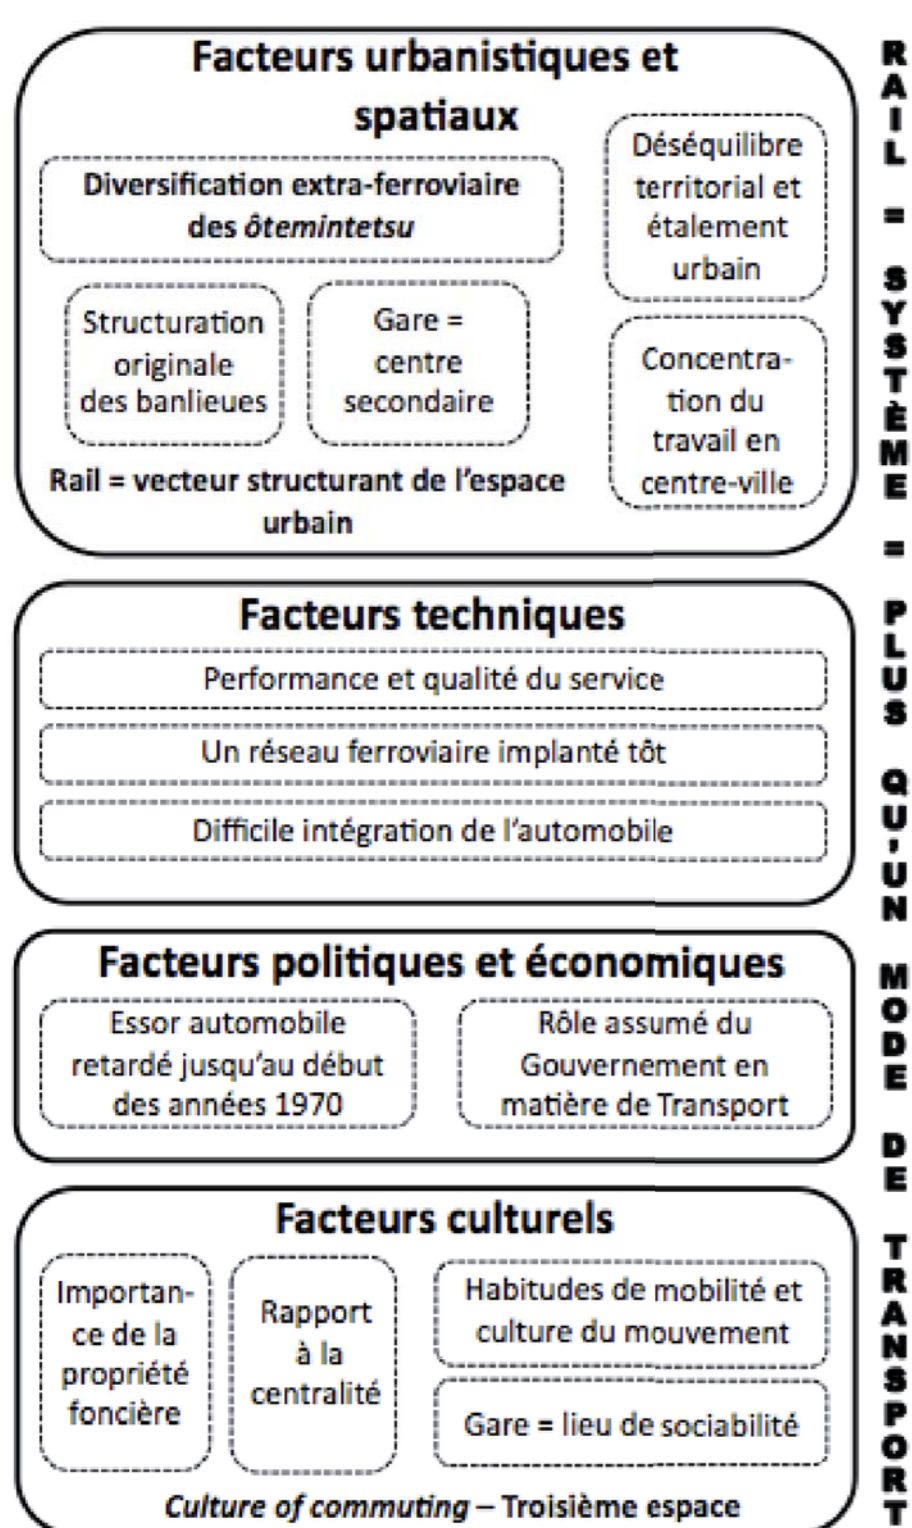 Facteurs urbanistiques et
spatiaux
Diversification extra-ferroviaire
des ôtemintetsu
Déséquilibre
territorial et
étalement
urbain
Structuration
originale
des banlieues
Gare =
centre
secondaire
Concentra-
tion du
travail en
centre-ville
Rail = vecteur structurant de l'espace
urbain
Facteurs techniques
Performance et qualité du service
Un réseau ferroviaire implanté tôt
Difficile intégration de l'automobile
Facteurs politiques et économiques
Essor automobile
retardé jusqu'au début
des années 1970
Rôle assumé du
Gouvernement en
matière de Transport
Facteurs culturels
Importan-
ce de la
propriété
foncière
Rapport
à la
centralité
Habitudes de mobilité et
culture du mouvement
Gare = lieu de sociabilité
Culture of commuting – Troisième espace
RAIL = SYSTÈME = PLUS QU'UN MODE DE TRANSPORT